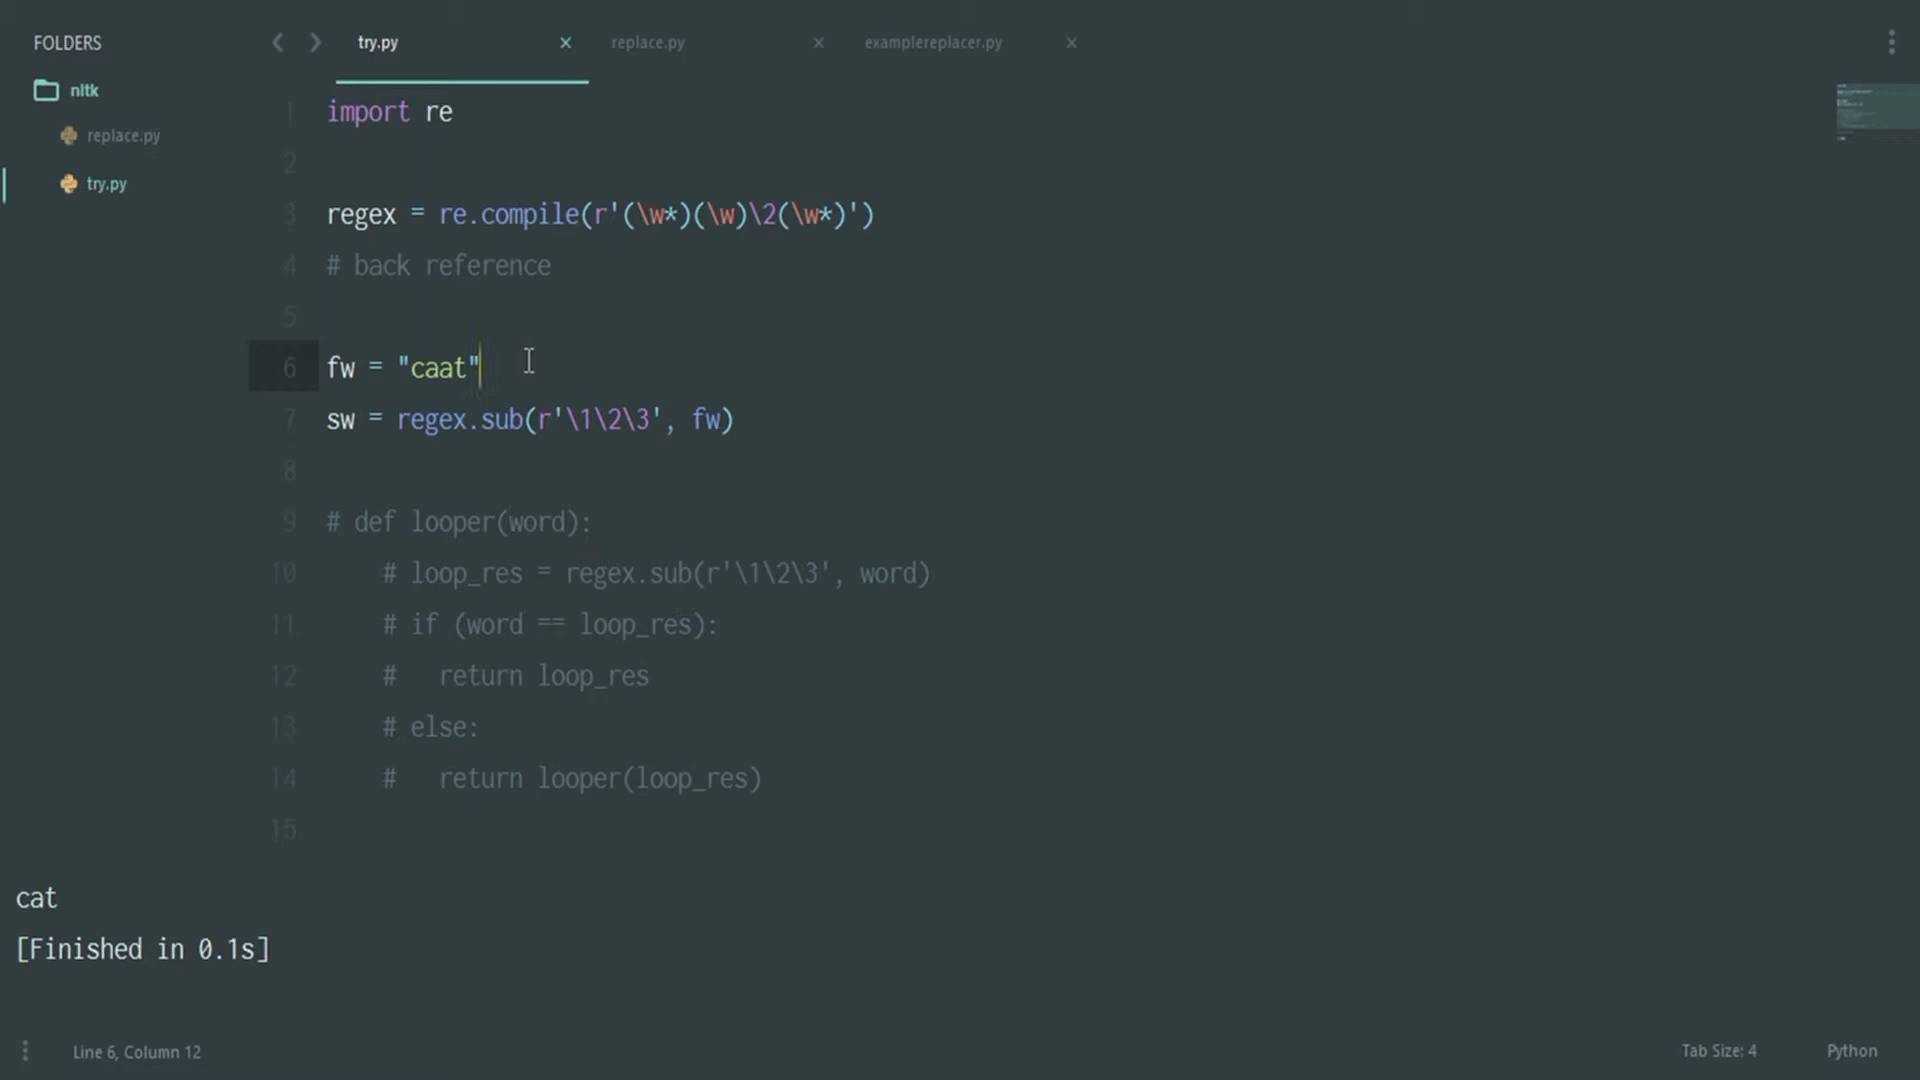 FOLDERS
nltk
replace.py
try.py
try.py
replace.py
examplereplacer.py
1 import re
2
3 regex = re.compile(r'(\w*)(\w)\2(\w*)')
4 # back reference
5
6 fw = "caat"
7 sw = regex.sub(r'\1\2\3', fw)
8
9 # def looper(word):
10 # loop_res = regex.sub(r'\1\2\3', word)
11 # if (word == loop_res):
12 #   return loop_res
13 # else:
14 #   return looper(loop_res)
15
cat
[Finished in 0.1s]
Line 6, Column 12
Tab Size: 4
Python